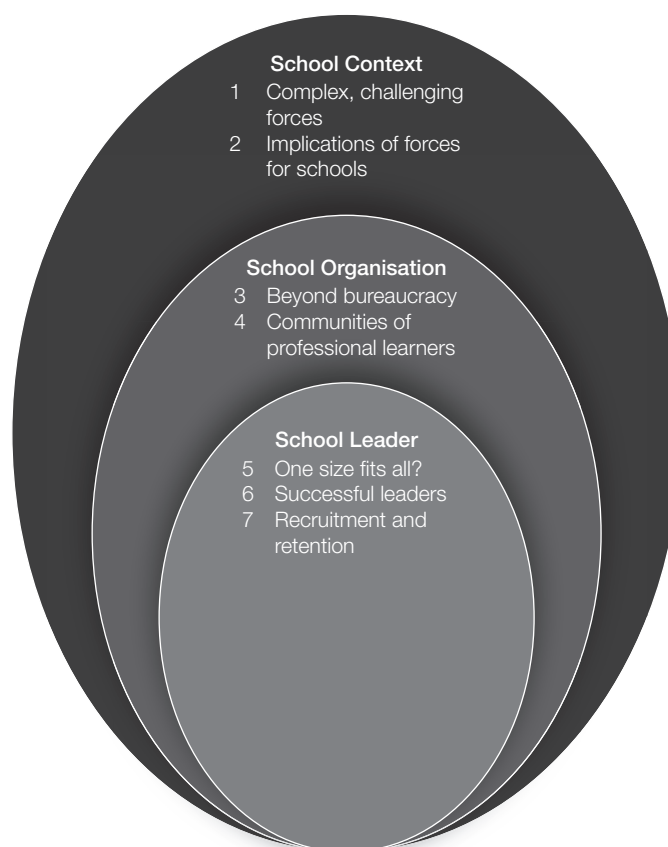 School Context
1 Complex, challenging
forces
2 Implications of forces
for schools
School Organisation
3 Beyond bureaucracy
4 Communities of
professional learners
School Leader
5 One size fits all?
6 Successful leaders
7 Recruitment and
retention